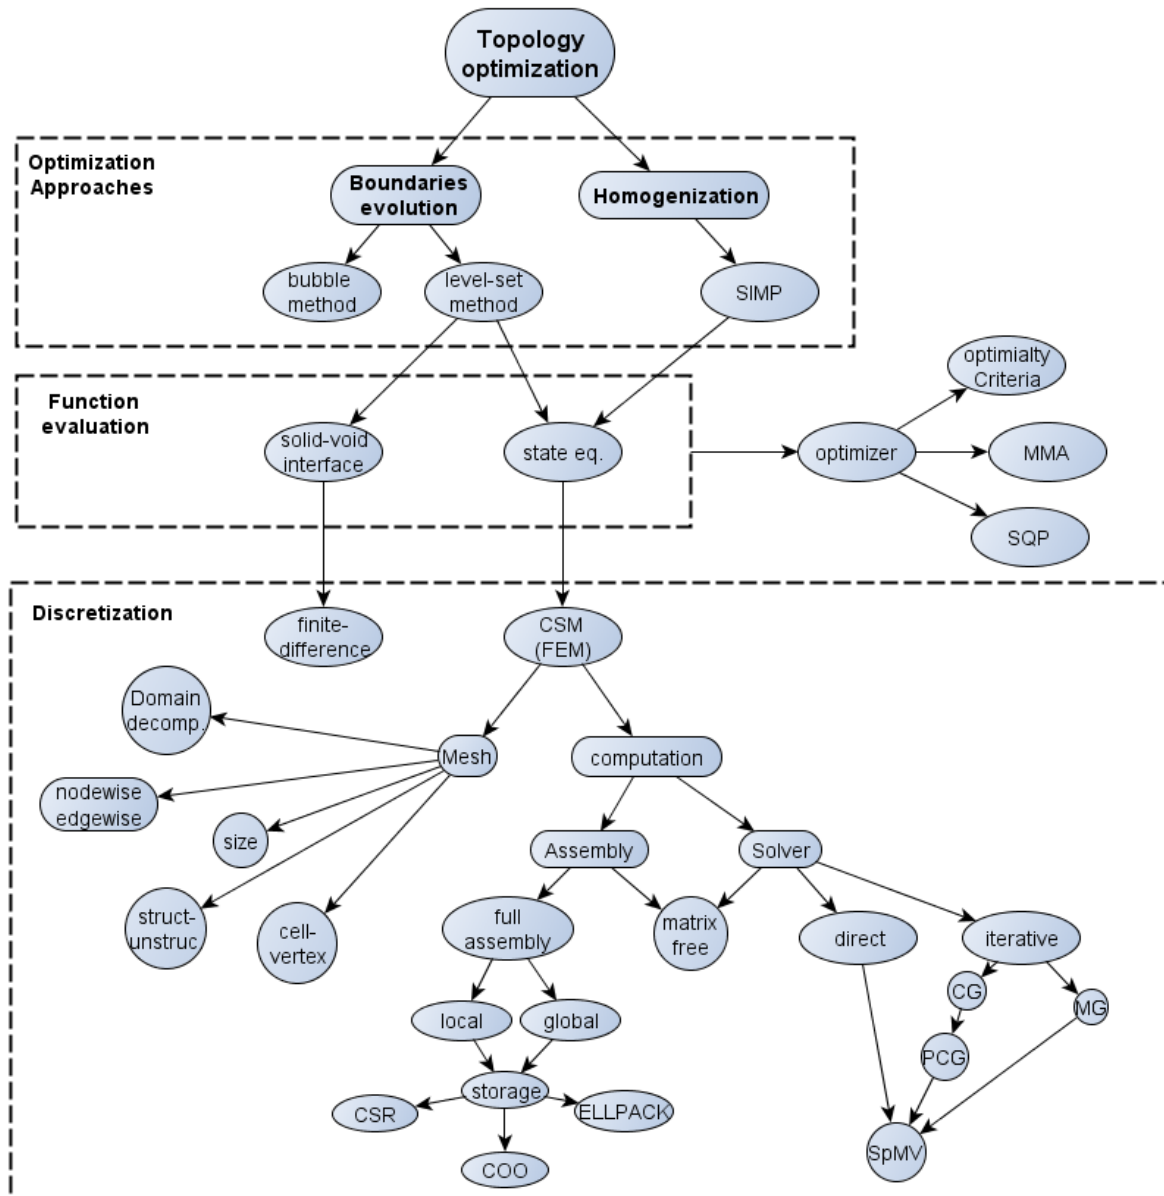 Topology
optimization
Optimization
Approaches
Boundaries
evolution
Homogenization
bubble
method
level-set
method
SIMP
Function
evaluation
solid-void
interface
state eq.
optimizer
optimialty
Criteria
MMA
SQP
Discretization
finite-
difference
CSM
(FEM)
Domain
decomp.
Mesh
computation
nodewise
edgewise
size
Assembly
Solver
struct-
unstruc
cell-
vertex
full
assembly
matrix
free
direct
iterative
CG
MG
local
global
PCG
storage
CSR
ELLPACK
COO
SpMV